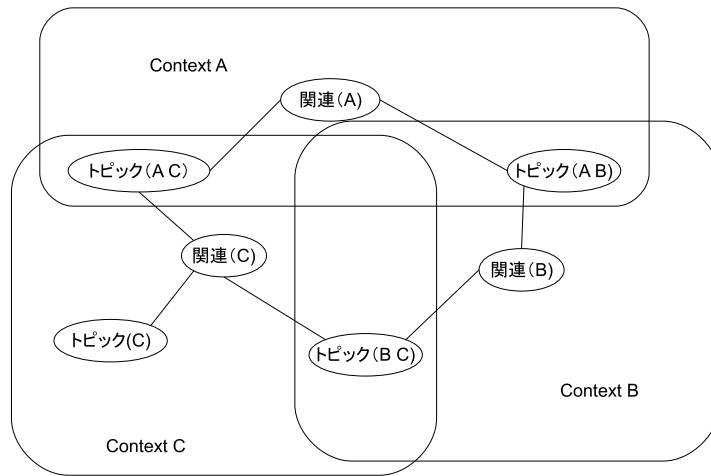 Context A
関連(A)
トピック(A C)
トピック(A B)
関連(C)
関連(B)
トピック(C)
トピック(B C)
Context B
Context C